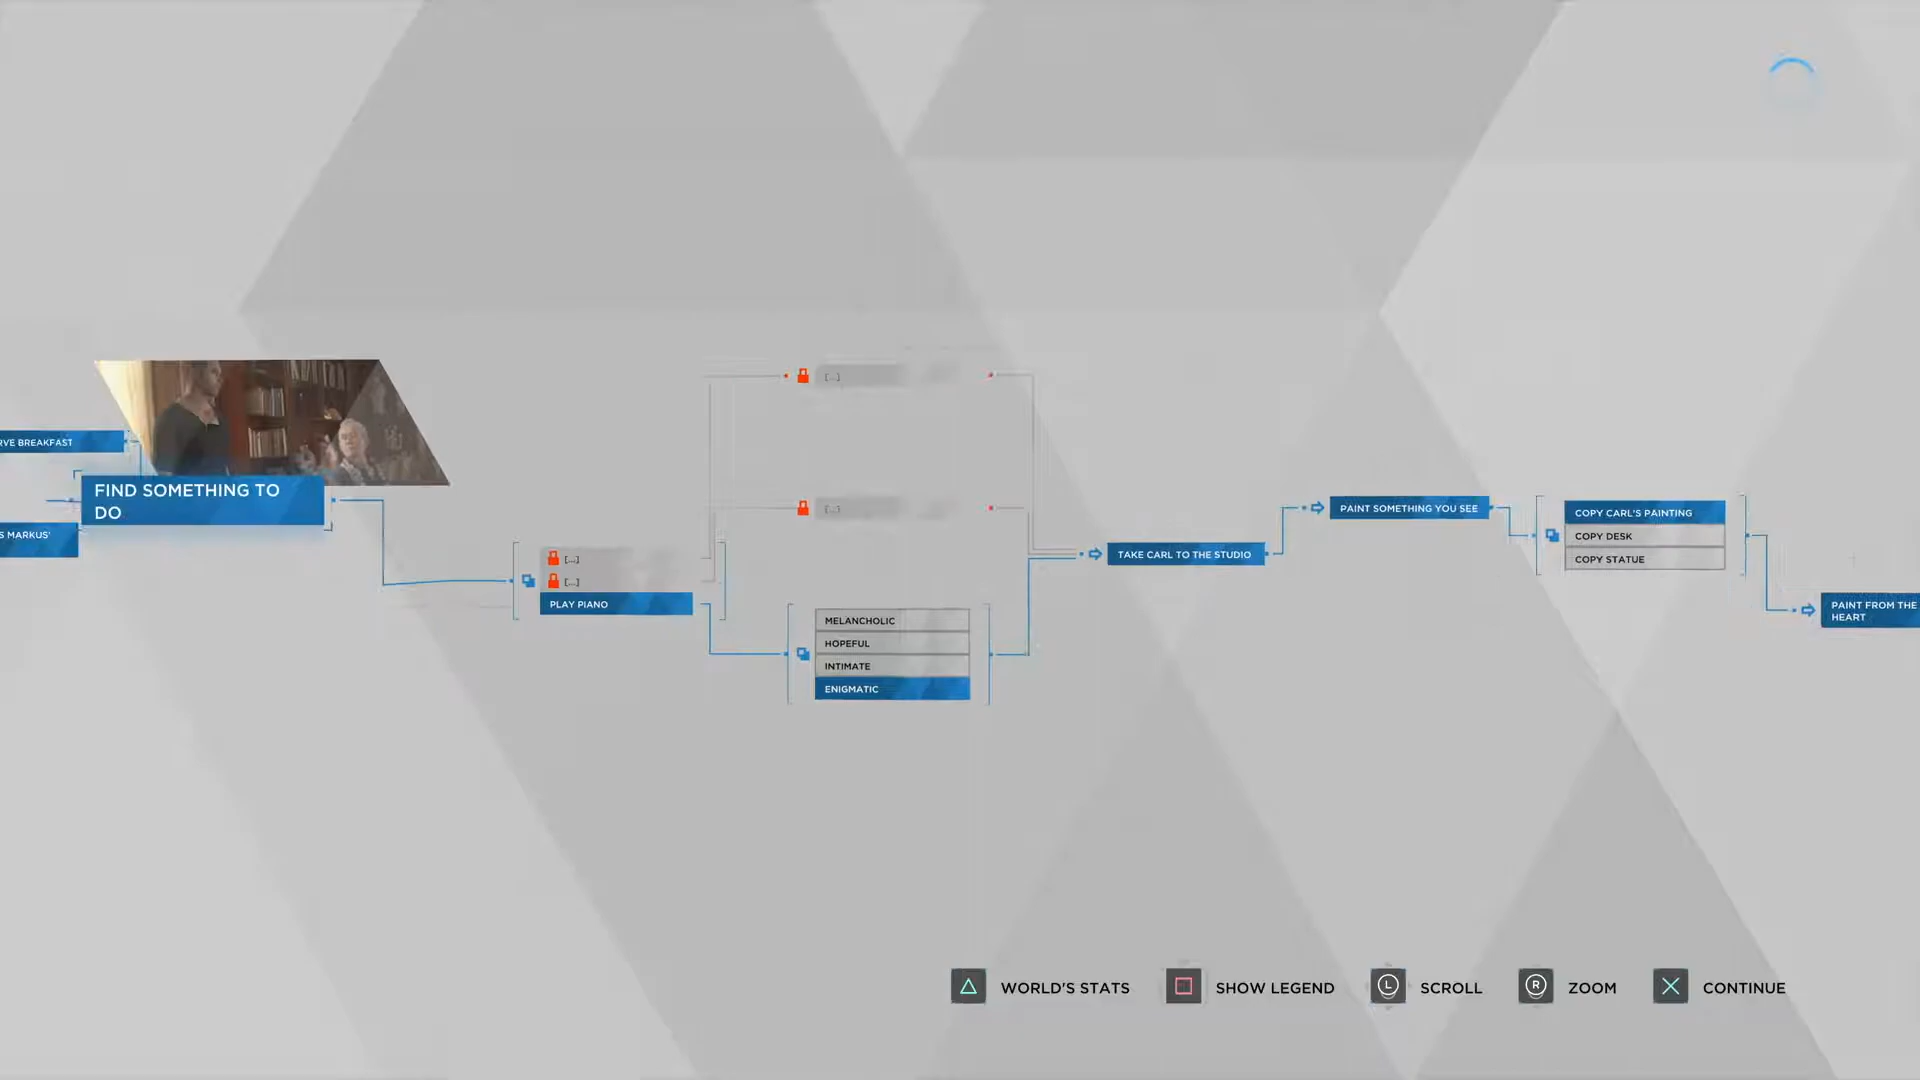 RVE BREAKFAST
FIND SOMETHING TO
DO
S MARKUS'
[...]
[...]
PLAY PIANO
[...]
[...]
MELANCHOLIC
HOPEFUL
INTIMATE
ENIGMATIC
TAKE CARL TO THE STUDIO
PAINT SOMETHING YOU SEE
COPY CARL'S PAINTING
COPY DESK
COPY STATUE
PAINT FROM THE
HEART
WORLD'S STATS
SHOW LEGEND
L
SCROLL
R
ZOOM
CONTINUE